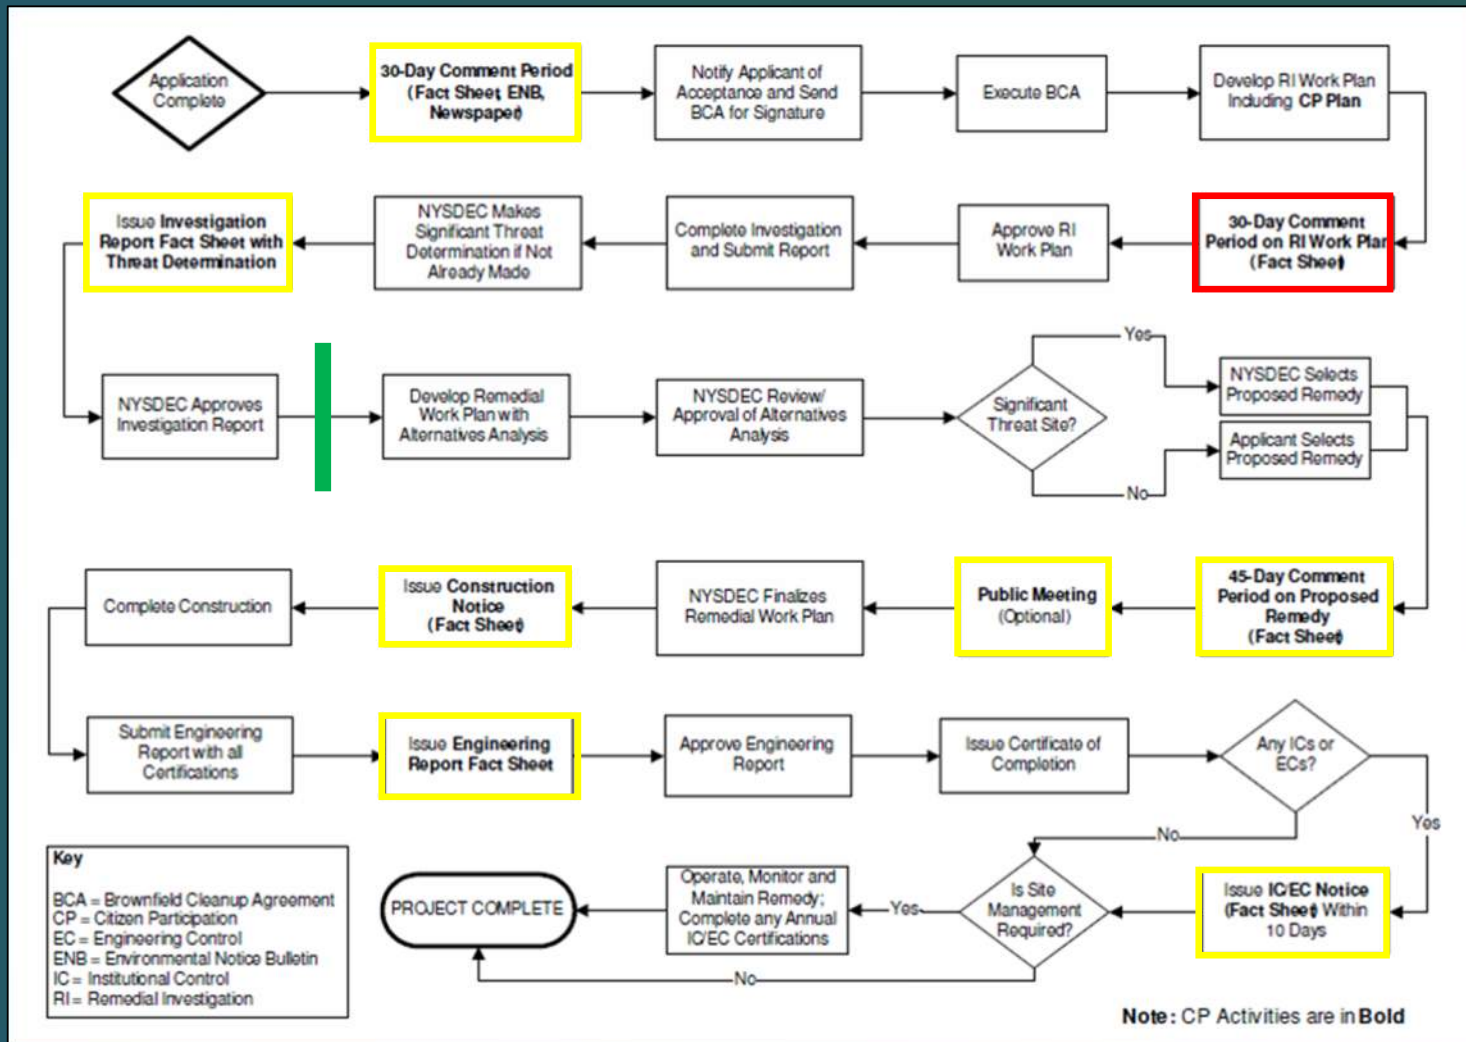 Application
Complete
30-Day Comment Period
(Fact Sheet, ENB,
Newspaper)
Notify Applicant of
Acceptance and Send
BCA for Signature
Execute BCA
Develop RI Work Plan
Including CP Plan
30-Day Comment
Period on RI Work Plan
(Fact Sheet)
Approve RI
Work Plan
Complete Investigation
and Submit Report
NYSDEC Makes
Significant Threat
Determination if Not
Already Made
Issue Investigation
Report Fact Sheet with
Threat Determination
NYSDEC Approves
Investigation Report
Develop Remedial
Work Plan with
Alternatives Analysis
NYSDEC Review/
Approval of Alternatives
Analysis
Significant
Threat Site?
Yes
No
NYSDEC Selects
Proposed Remedy
Applicant Selects
Proposed Remedy
45-Day Comment
Period on Proposed
Remedy
(Fact Sheet)
Public Meeting
(Optional)
NYSDEC Finalizes
Remedial Work Plan
Issue Construction
Notice
(Fact Sheet)
Complete Construction
Submit Engineering
Report with all
Certifications
Issue Engineering
Report Fact Sheet
Approve Engineering
Report
Issue Certificate of
Completion
Any ICs or
ECs?
Yes
No
Issue IC/EC Notice
(Fact Sheet) Within
10 Days
Is Site
Management
Required?
Yes
No
Operate, Monitor and
Maintain Remedy;
Complete any Annual
IC/EC Certifications
PROJECT COMPLETE
Key
BCA = Brownfield Cleanup Agreement
CP = Citizen Participation
EC = Engineering Control
ENB = Environmental Notice Bulletin
IC = Institutional Control
RI = Remedial Investigation
Note: CP Activities are in Bold